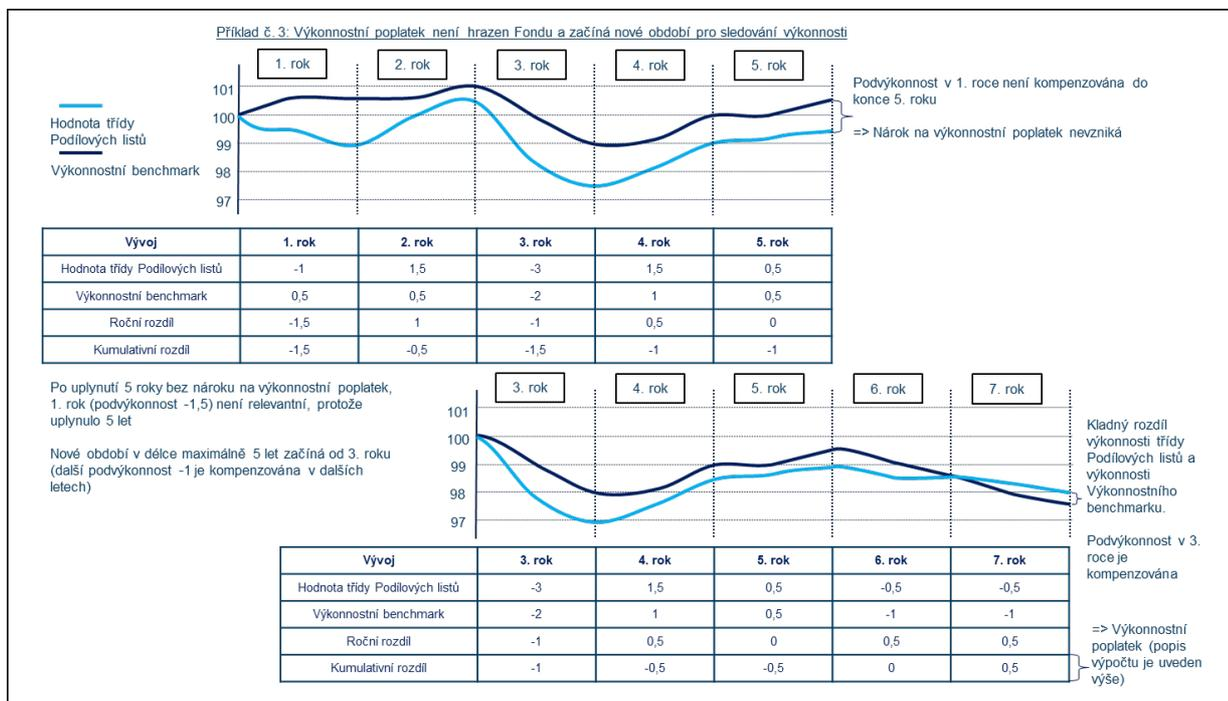 Příklad č. 3: Výkonnostní poplatek není hrazen Fondu a začíná nové období pro sledování výkonnosti
1. rok 2. rok 3. rok 4. rok 5. rok
101
100
99
98
97
Hodnota třídy
Podílových listů
Výkonnostní benchmark
Podvýkonnost v 1. roce není kompenzována do
konce 5. roku
=> Nárok na výkonnostní poplatek nevzniká
Vývoj 1. rok 2. rok 3. rok 4. rok 5. rok
Hodnota třídy Podílových listů -1 1,5 -3 1,5 0,5
Výkonnostní benchmark 0,5 0,5 -2 1 0,5
Roční rozdíl -1,5 1 -1 0,5 0
Kumulativní rozdíl -1,5 -0,5 -1,5 -1 -1
Po uplynutí 5 roky bez nároku na výkonnostní poplatek,
1. rok (podvýkonnost -1,5) není relevantní, protože
uplynulo 5 let
Nové období v délce maximálně 5 let začíná od 3. roku
(další podvýkonnost -1 je kompenzována v dalších
letech)
3. rok 4. rok 5. rok 6. rok 7. rok
101
100
99
98
97
Kladný rozdíl
výkonnosti třídy
Podílových listů a
výkonnosti
Výkonnostního
benchmarku.
Podvýkonnost v 3.
roce je
kompenzována
Vývoj 3. rok 4. rok 5. rok 6. rok 7. rok
Hodnota třídy Podílových listů -3 1,5 0,5 -0,5 -0,5
Výkonnostní benchmark -2 1 0,5 -1 -1
Roční rozdíl -1 0,5 0 0,5 0,5
Kumulativní rozdíl -1 -0,5 -0,5 0 0,5
=> Výkonnostní
poplatek (popis
výpočtu je uveden
výše)